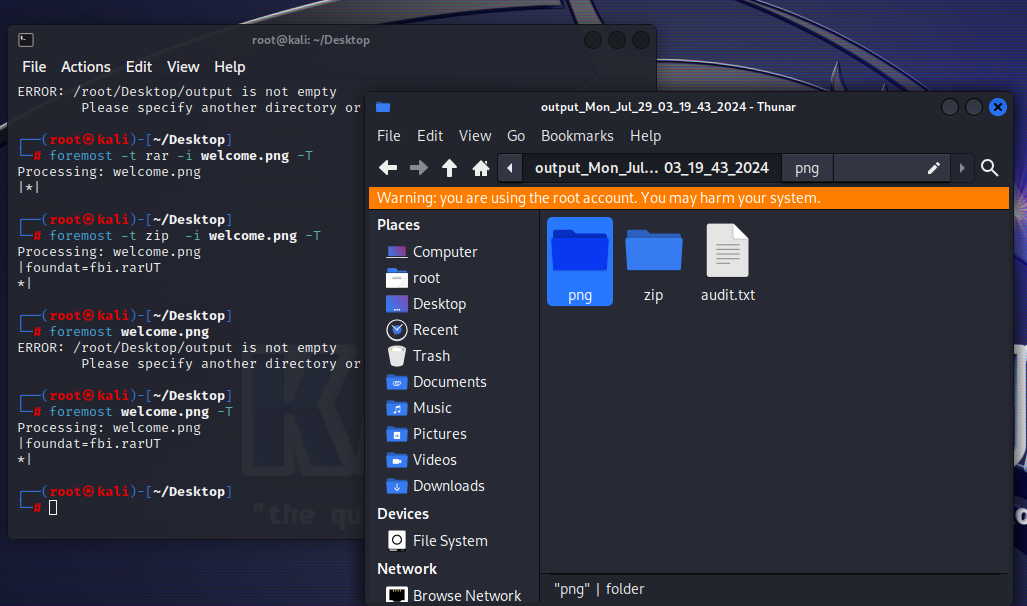 root@kali: ~/Desktop
File Actions Edit View Help
ERROR: /root/Desktop/output is not empty
Please specify another directory or
┌──(root㉿kali)-[~/Desktop]
└─# foremost -t rar -i welcome.png -T
Processing: welcome.png
|*|
┌──(root㉿kali)-[~/Desktop]
└─# foremost -t zip  -i welcome.png -T
Processing: welcome.png
|foundat=fbi.rarUT
*|
┌──(root㉿kali)-[~/Desktop]
└─# foremost welcome.png
ERROR: /root/Desktop/output is not empty
Please specify another directory or
┌──(root㉿kali)-[~/Desktop]
└─# foremost welcome.png -T
Processing: welcome.png
|foundat=fbi.rarUT
*|
┌──(root㉿kali)-[~/Desktop]
└─#
"the qu
output_Mon_Jul_29_03_19_43_2024 - Thunar
File Edit View Go Bookmarks Help
output_Mon_Jul... 03_19_43_2024 png
Warning: you are using the root account. You may harm your system.
Places
Computer
root
Desktop
Recent
Trash
Documents
Music
Pictures
Videos
Downloads
Devices
File System
Network
Browse Network
png zip audit.txt
"png" | folder